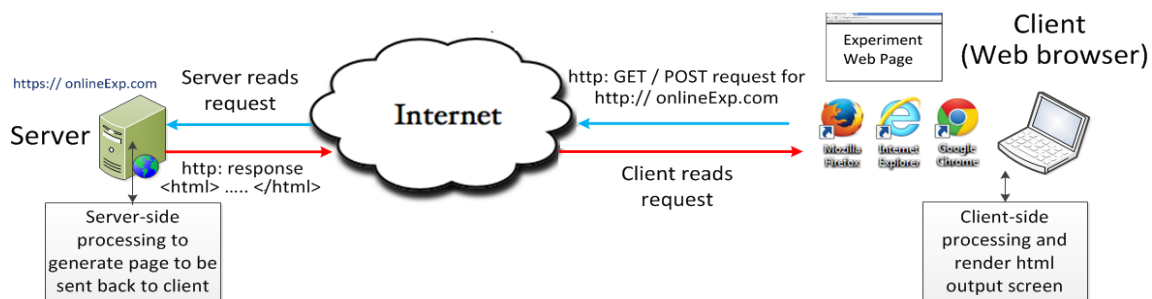 https:// onlineExp.com
Server
Server reads
request
http: response
<html> ..... </html>
Server-side
processing to
generate page to be
sent back to client
Internet
http: GET / POST request for
http:// onlineExp.com
Client reads
request
Experiment
Web Page
Client
(Web browser)
Mozilla
Firefox
Internet
Explorer
Google
Chrome
Client-side
processing and
render html
output screen